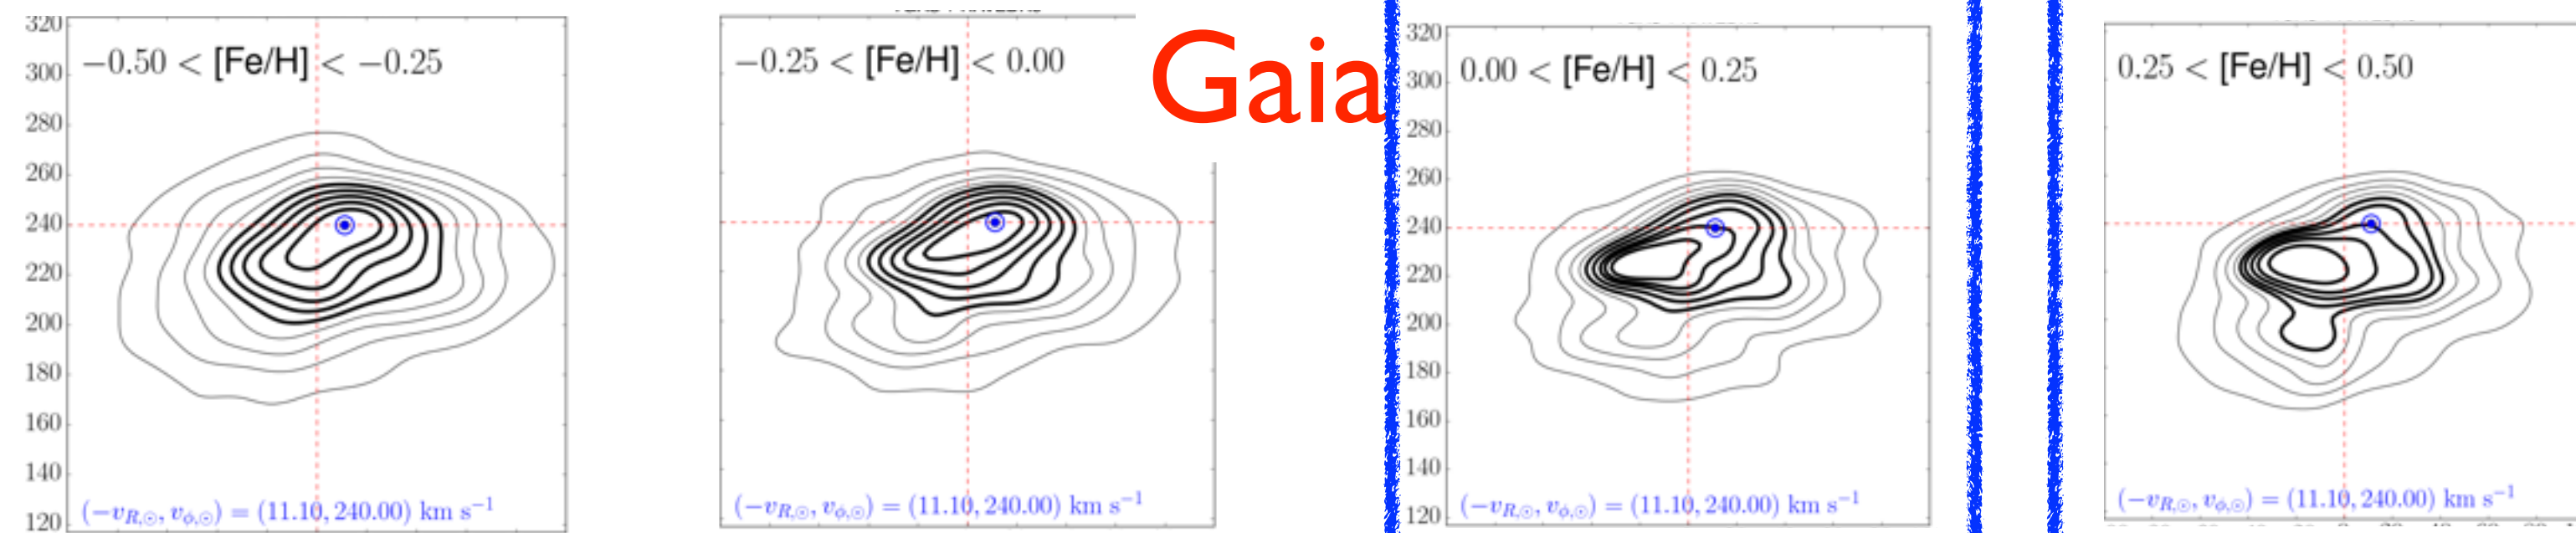 −0.50 < [Fe/H] < −0.25
320
300
280
260
240
220
200
180
160
140
120
(−v_{R,⊙}, v_{ϕ,⊙}) = (11.10, 240.00) km s⁻¹
−0.25 < [Fe/H] < 0.00
(−v_{R,⊙}, v_{ϕ,⊙}) = (11.10, 240.00) km s⁻¹
Gaia
0.00 < [Fe/H] < 0.25
320
300
280
260
240
220
200
180
160
140
120
(−v_{R,⊙}, v_{ϕ,⊙}) = (11.10, 240.00) km s⁻¹
0.25 < [Fe/H] < 0.50
(−v_{R,⊙}, v_{ϕ,⊙}) = (11.10, 240.00) km s⁻¹